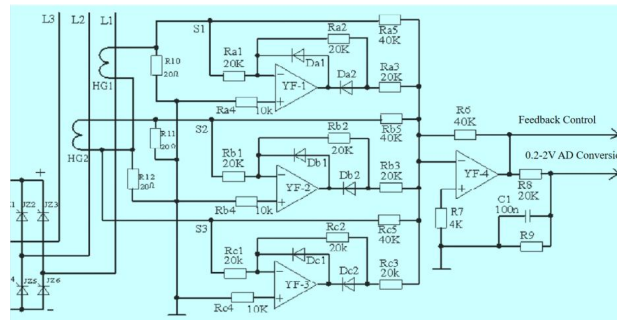 L3 L2 L1
S1
Ra1
20K
Ra2
20K
Da1
Da2
YF-1
Ra3
20K
Ra5
40K
Ra4
10k
R10
20Ω
HG1
S2
Rb1
20K
Rb2
20K
Db1
Db2
YF-2
Rb3
20K
Rb5
40K
Rb4
10k
R11
20Ω
HG2
R12
20Ω
S3
Rc1
20k
Rc2
20k
Dc1
Dc2
YF-3
Rc3
20k
Rc5
40K
Rc4
10K
JZ2
JZ3
JZ5
JZ6
R6
40K
YF-4
R7
4K
R8
20K
C1
100n
R9
Feedback Control
0.2-2V AD Conversio